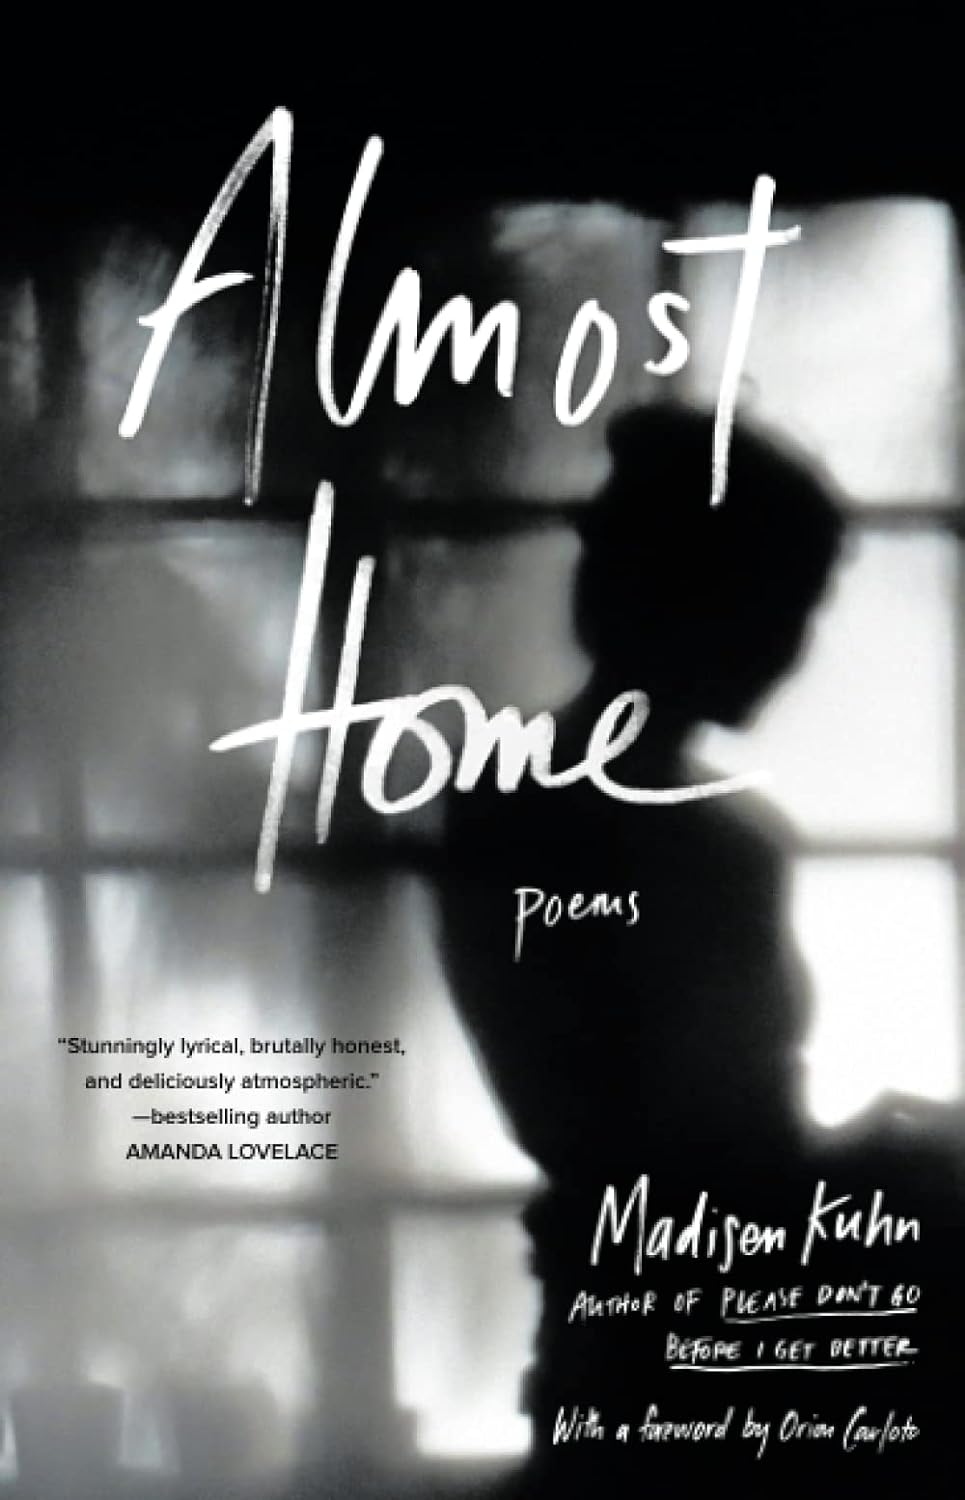 Almost
Home
poems
“Stunningly lyrical, brutally honest,
and deliciously atmospheric.”
—bestselling author
AMANDA LOVELACE
Madisen Kuhn
AUTHOR OF PLEASE DON'T GO
BEFORE I GET BETTER
With a foreword by Orion Carloto